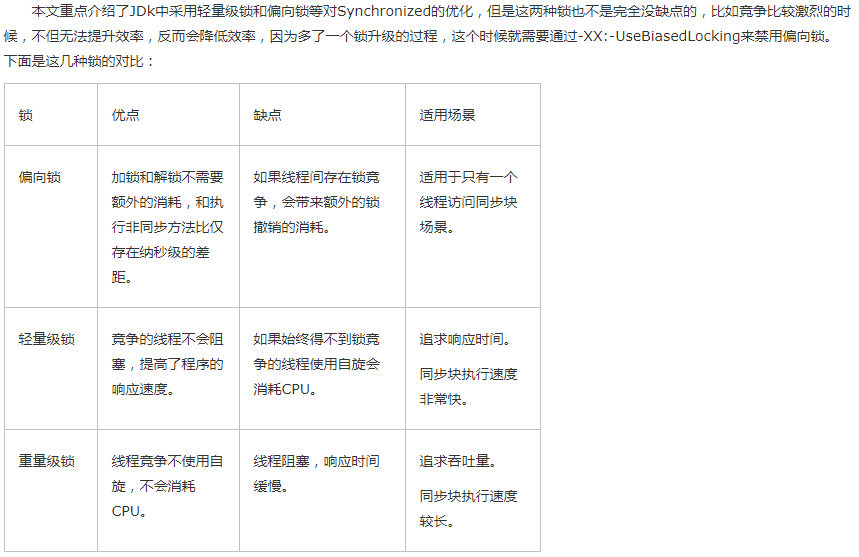 本文重点介绍了JDk中采用轻量级锁和偏向锁等对Synchronized的优化，但是这两种锁也不是完全没缺点的，比如竞争比较激烈的时
候，不但无法提升效率，反而会降低效率，因为多了一个锁升级的过程，这个时候就需要通过-XX:-UseBiasedLocking来禁用偏向锁。
下面是这几种锁的对比：
锁
优点
缺点
适用场景
偏向锁
加锁和解锁不需要
额外的消耗，和执
行非同步方法比仅
存在纳秒级的差
距。
如果线程间存在锁竞
争，会带来额外的锁
撤销的消耗。
适用于只有一个
线程访问同步块
场景。
轻量级锁
竞争的线程不会阻
塞，提高了程序的
响应速度。
如果始终得不到锁竞
争的线程使用自旋会
消耗CPU。
追求响应时间。
同步块执行速度
非常快。
重量级锁
线程竞争不使用自
旋，不会消耗
CPU。
线程阻塞，响应时间
缓慢。
追求吞吐量。
同步块执行速度
较长。